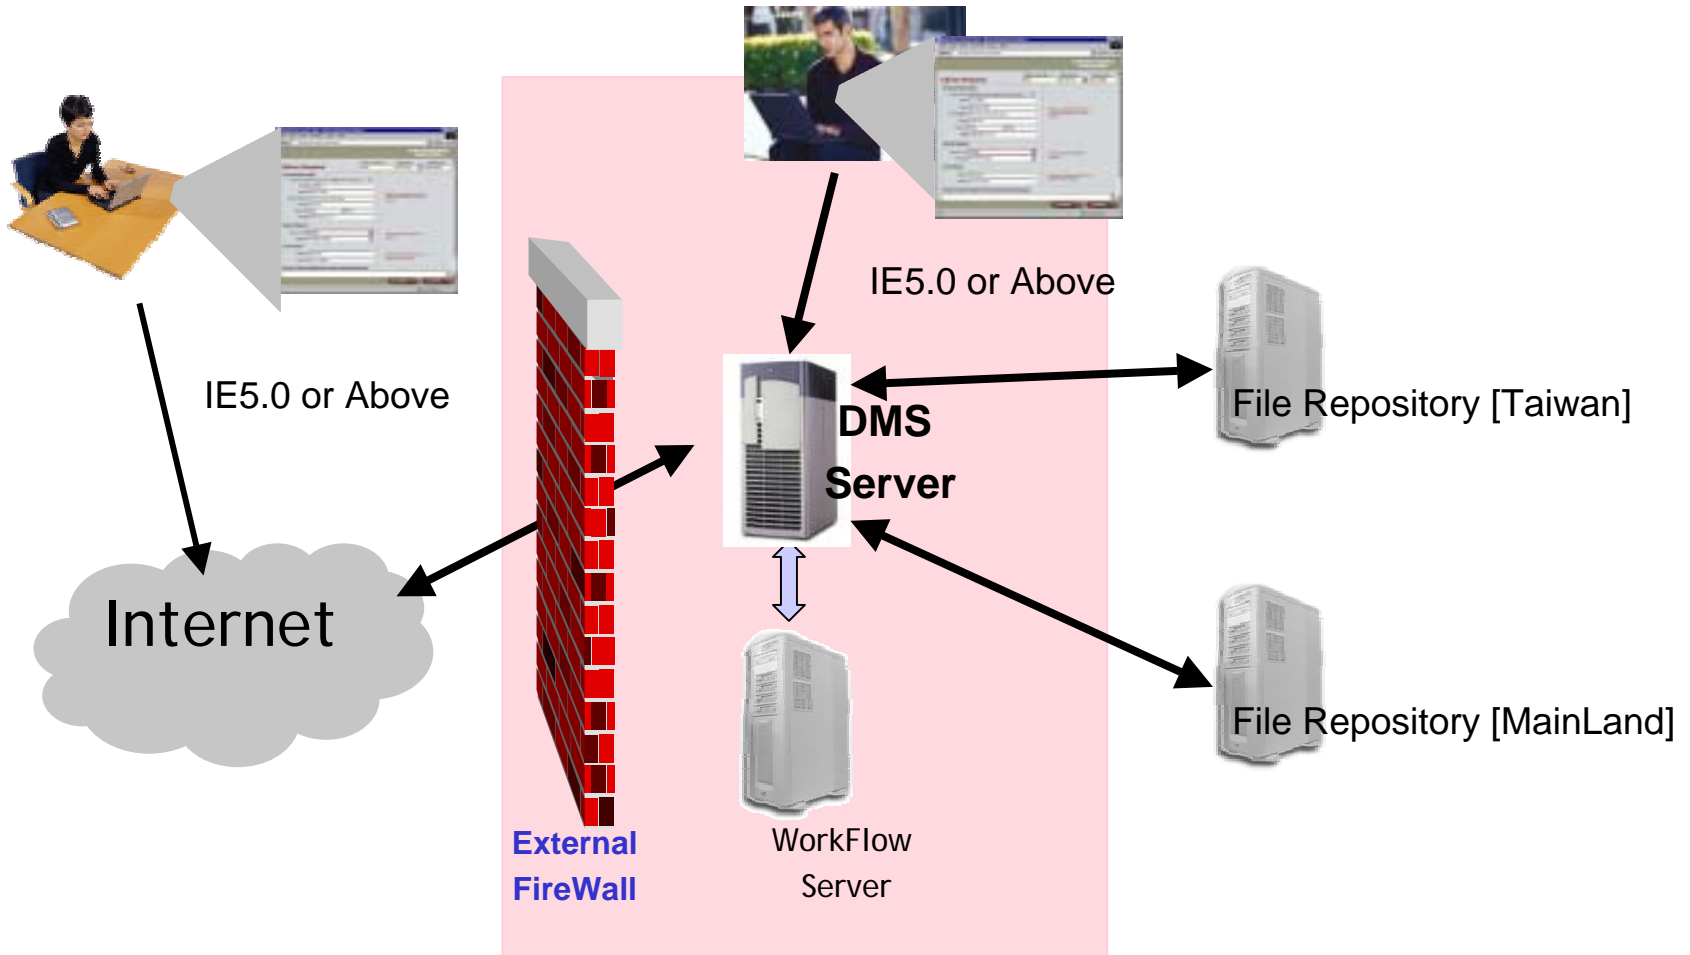 IE5.0 or Above
IE5.0 or Above
File Repository [Taiwan]
DMS
Server
Internet
File Repository [MainLand]
External
FireWall
WorkFlow
Server